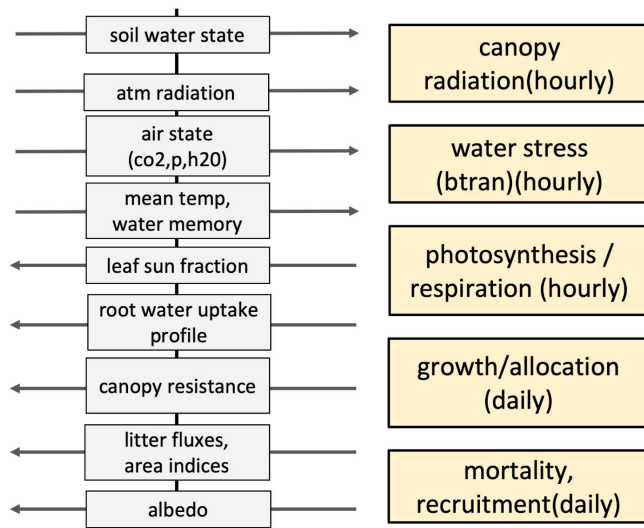 soil water state
atm radiation
air state
(co2,p,h20)
mean temp,
water memory
leaf sun fraction
root water uptake
profile
canopy resistance
litter fluxes,
area indices
albedo
canopy
radiation(hourly)
water stress
(btran)(hourly)
photosynthesis /
respiration (hourly)
growth/allocation
(daily)
mortality,
recruitment(daily)